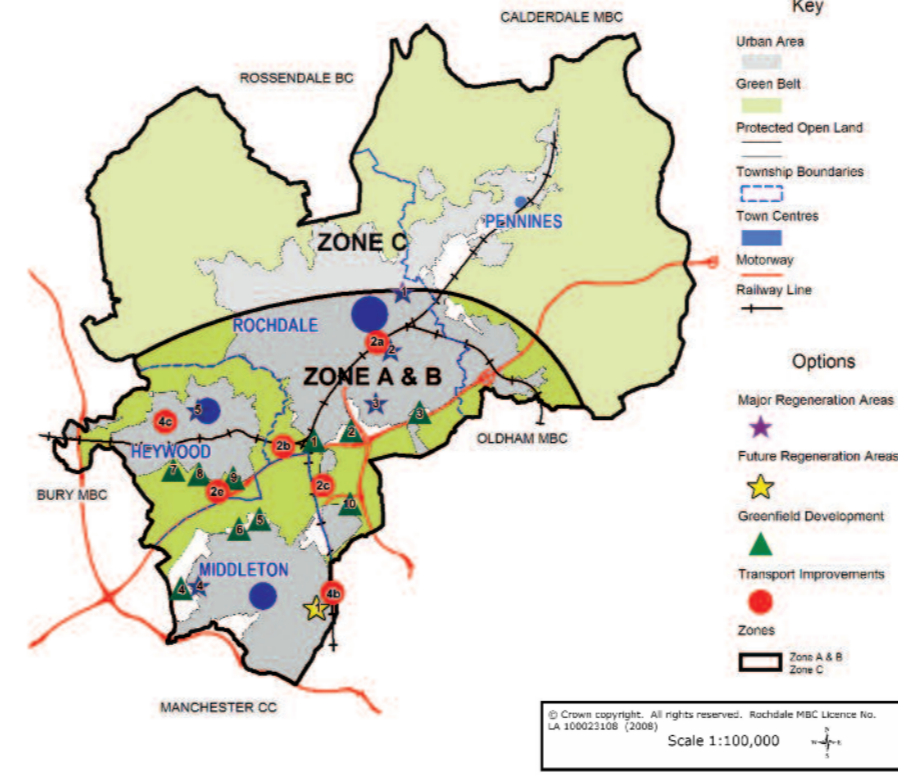 CALDERDALE MBC
ROSSENDALE BC
PENNINES
ZONE C
1
ROCHDALE
2a
2
ZONE A & B
3
3
5
4c
2
1
2b
OLDHAM MBC
HEYWOOD
7
8
9
2e
2c
BURY MBC
10
5
6
MIDDLETON
4
4
4b
1
MANCHESTER CC
Key
Urban Area
Green Belt
Protected Open Land
Township Boundaries
Town Centres
Motorway
Railway Line
Options
Major Regeneration Areas
Future Regeneration Areas
Greenfield Development
Transport Improvements
Zones
Zone A & B
Zone C
© Crown copyright. All rights reserved. Rochdale MBC Licence No.
LA 100023108 (2008)
Scale 1:100,000
N
W
E
S